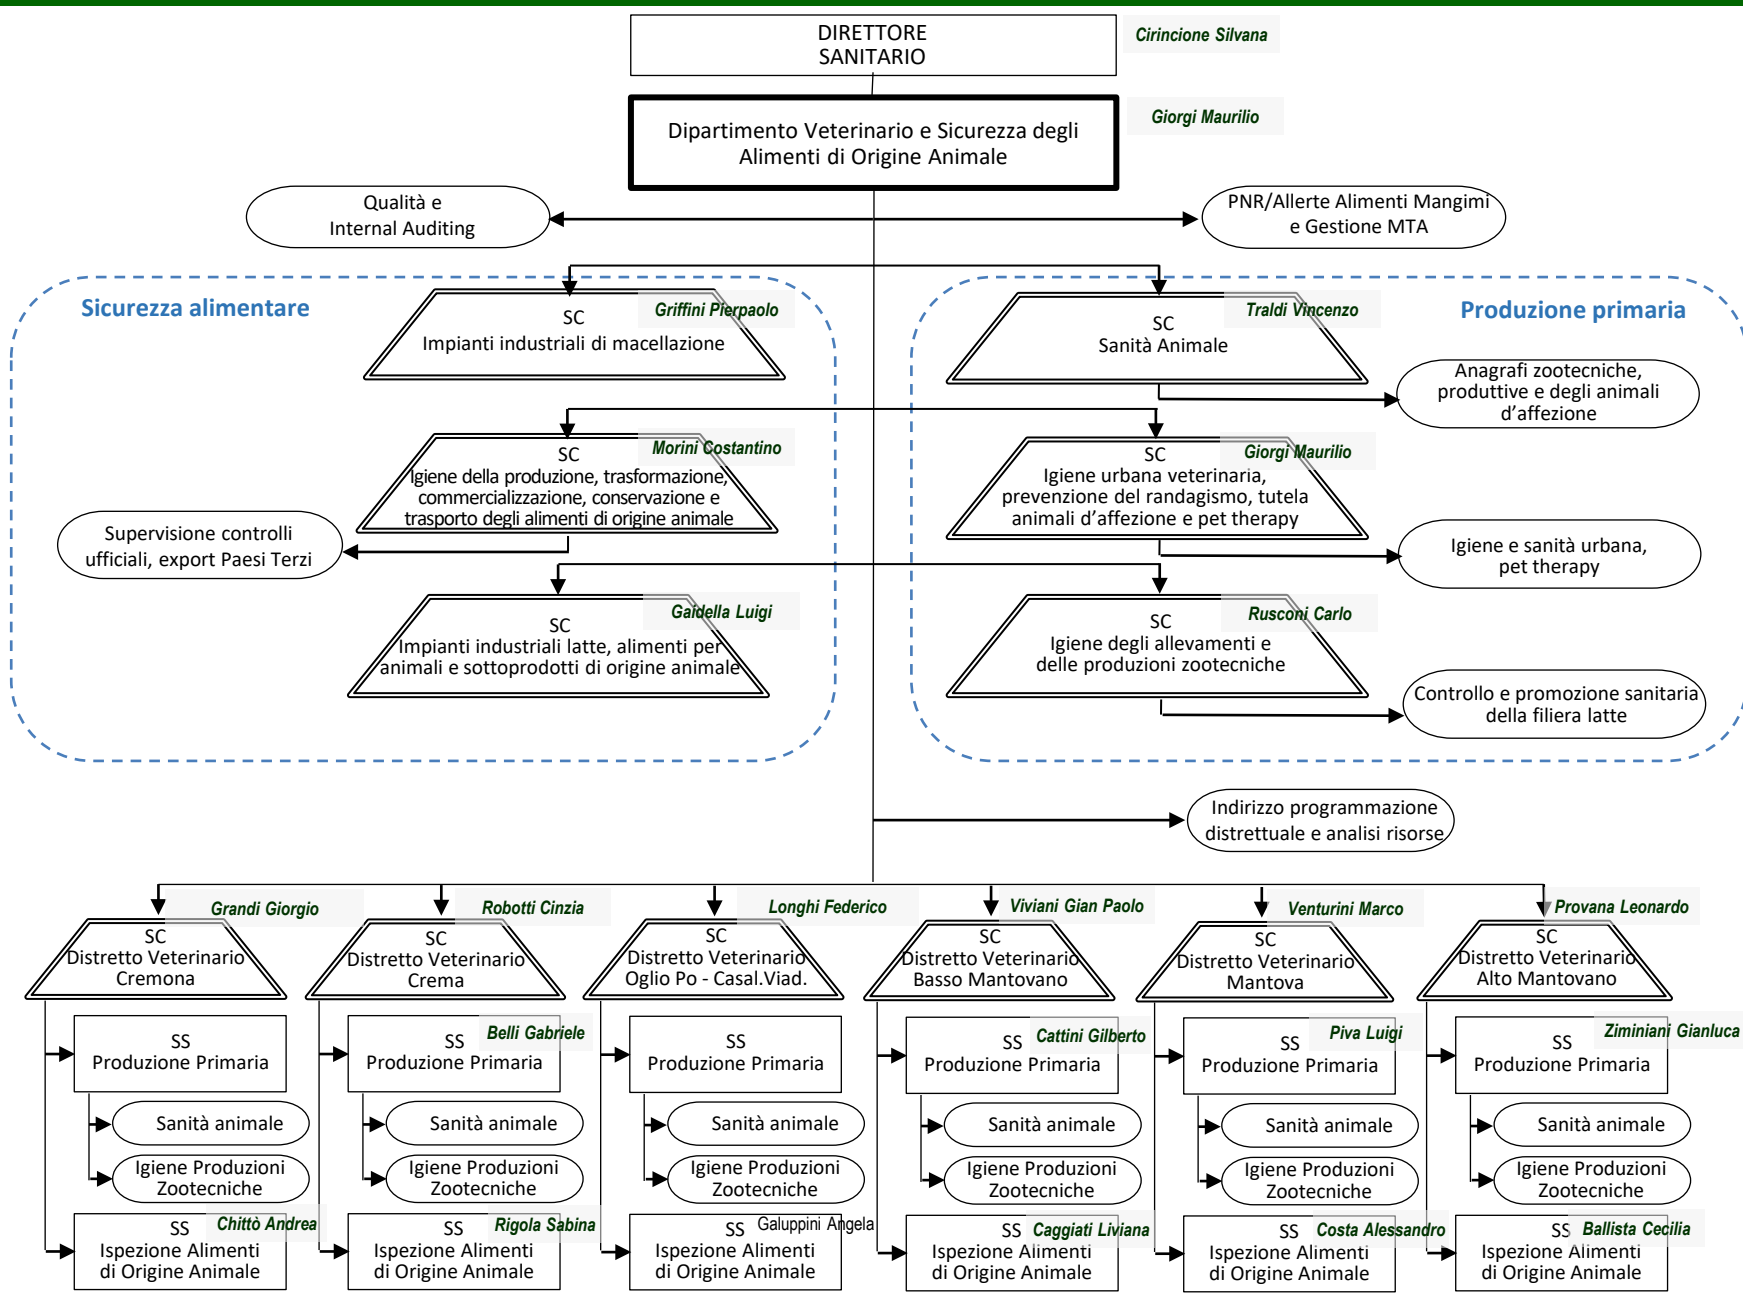 DIRETTORE
SANITARIO
Cirincione Silvana
Dipartimento Veterinario e Sicurezza degli
Alimenti di Origine Animale
Giorgi Maurilio
Qualità e
Internal Auditing
PNR/Allerte Alimenti Mangimi
e Gestione MTA
Sicurezza alimentare
Produzione primaria
Griffini Pierpaolo
SC
Impianti industriali di macellazione
Traldi Vincenzo
SC
Sanità Animale
Anagrafi zootecniche,
produttive e degli animali
d'affezione
Morini Costantino
SC
Igiene della produzione, trasformazione,
commercializzazione, conservazione e
trasporto degli alimenti di origine animale
Giorgi Maurilio
SC
Igiene urbana veterinaria,
prevenzione del randagismo, tutela
animali d'affezione e pet therapy
Supervisione controlli
ufficiali, export Paesi Terzi
Igiene e sanità urbana,
pet therapy
Gaidella Luigi
SC
Impianti industriali latte, alimenti per
animali e sottoprodotti di origine animale
Rusconi Carlo
SC
Igiene degli allevamenti e
delle produzioni zootecniche
Controllo e promozione sanitaria
della filiera latte
Indirizzo programmazione
distrettuale e analisi risorse
Grandi Giorgio
SC
Distretto Veterinario
Cremona
SS
Produzione Primaria
Sanità animale
Igiene Produzioni
Zootecniche
Chittò Andrea
SS
Ispezione Alimenti
di Origine Animale
Robotti Cinzia
SC
Distretto Veterinario
Crema
Belli Gabriele
SS
Produzione Primaria
Sanità animale
Igiene Produzioni
Zootecniche
Rigola Sabina
SS
Ispezione Alimenti
di Origine Animale
Longhi Federico
SC
Distretto Veterinario
Oglio Po - Casal.Viad.
SS
Produzione Primaria
Sanità animale
Igiene Produzioni
Zootecniche
SS Galuppini Angela
Ispezione Alimenti
di Origine Animale
Viviani Gian Paolo
SC
Distretto Veterinario
Basso Mantovano
Cattini Gilberto
SS
Produzione Primaria
Sanità animale
Igiene Produzioni
Zootecniche
Caggiati Liviana
SS
Ispezione Alimenti
di Origine Animale
Venturini Marco
SC
Distretto Veterinario
Mantova
Piva Luigi
SS
Produzione Primaria
Sanità animale
Igiene Produzioni
Zootecniche
Costa Alessandro
SS
Ispezione Alimenti
di Origine Animale
Provana Leonardo
SC
Distretto Veterinario
Alto Mantovano
Ziminiani Gianluca
SS
Produzione Primaria
Sanità animale
Igiene Produzioni
Zootecniche
Ballista Cecilia
SS
Ispezione Alimenti
di Origine Animale